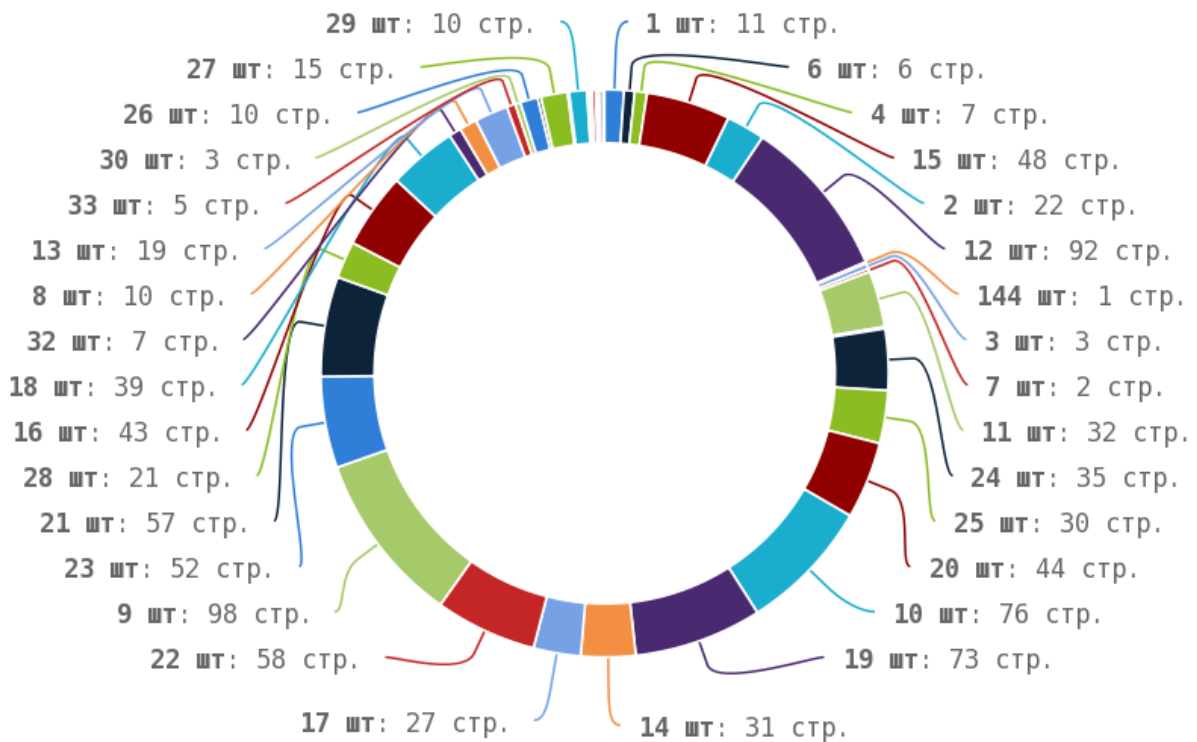 29 шт: 10 стр.
1 шт: 11 стр.
27 шт: 15 стр.
6 шт: 6 стр.
26 шт: 10 стр.
4 шт: 7 стр.
30 шт: 3 стр.
15 шт: 48 стр.
33 шт: 5 стр.
2 шт: 22 стр.
13 шт: 19 стр.
12 шт: 92 стр.
8 шт: 10 стр.
144 шт: 1 стр.
32 шт: 7 стр.
3 шт: 3 стр.
18 шт: 39 стр.
7 шт: 2 стр.
16 шт: 43 стр.
11 шт: 32 стр.
28 шт: 21 стр.
24 шт: 35 стр.
21 шт: 57 стр.
25 шт: 30 стр.
23 шт: 52 стр.
20 шт: 44 стр.
9 шт: 98 стр.
10 шт: 76 стр.
22 шт: 58 стр.
19 шт: 73 стр.
17 шт: 27 стр.
14 шт: 31 стр.